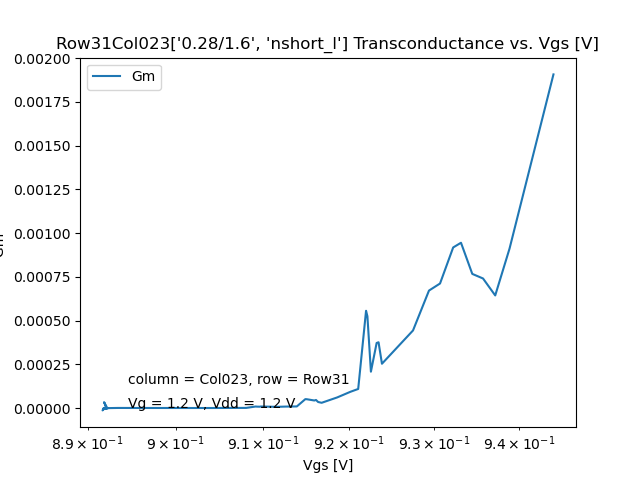 Row31Col023['0.28/1.6', 'nshort_l'] Transconductance vs. Vgs [V]
Gm
0.00200
0.00175
0.00150
0.00125
0.00100
0.00075
0.00050
0.00025
0.00000
column = Col023, row = Row31
Vg = 1.2 V, Vdd = 1.2 V
8.9 × 10⁻¹
9 × 10⁻¹
9.1 × 10⁻¹
9.2 × 10⁻¹
9.3 × 10⁻¹
9.4 × 10⁻¹
Vgs [V]